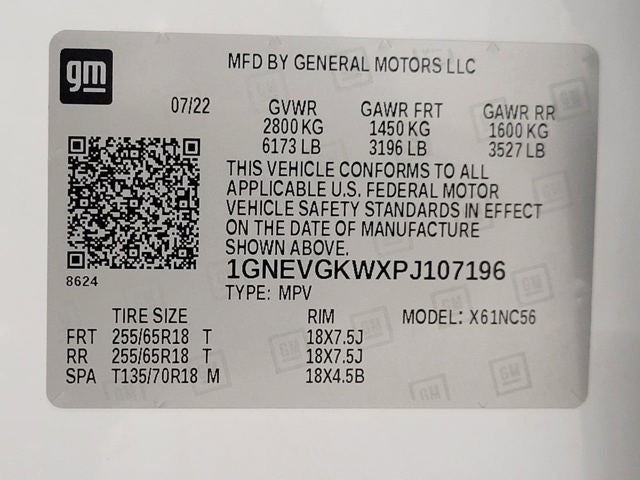 gm
MFD BY GENERAL MOTORS LLC
07/22 GVWR GAWR FRT GAWR RR
2800 KG 1450 KG 1600 KG
6173 LB 3196 LB 3527 LB
THIS VEHICLE CONFORMS TO ALL
APPLICABLE U.S. FEDERAL MOTOR
VEHICLE SAFETY STANDARDS IN EFFECT
ON THE DATE OF MANUFACTURE
SHOWN ABOVE.
1GNEVGKWXPJ107196
8624
TYPE: MPV
TIRE SIZE RIM MODEL: X61NC56
FRT 255/65R18 T 18X7.5J
RR 255/65R18 T 18X7.5J
SPA T135/70R18 M 18X4.5B